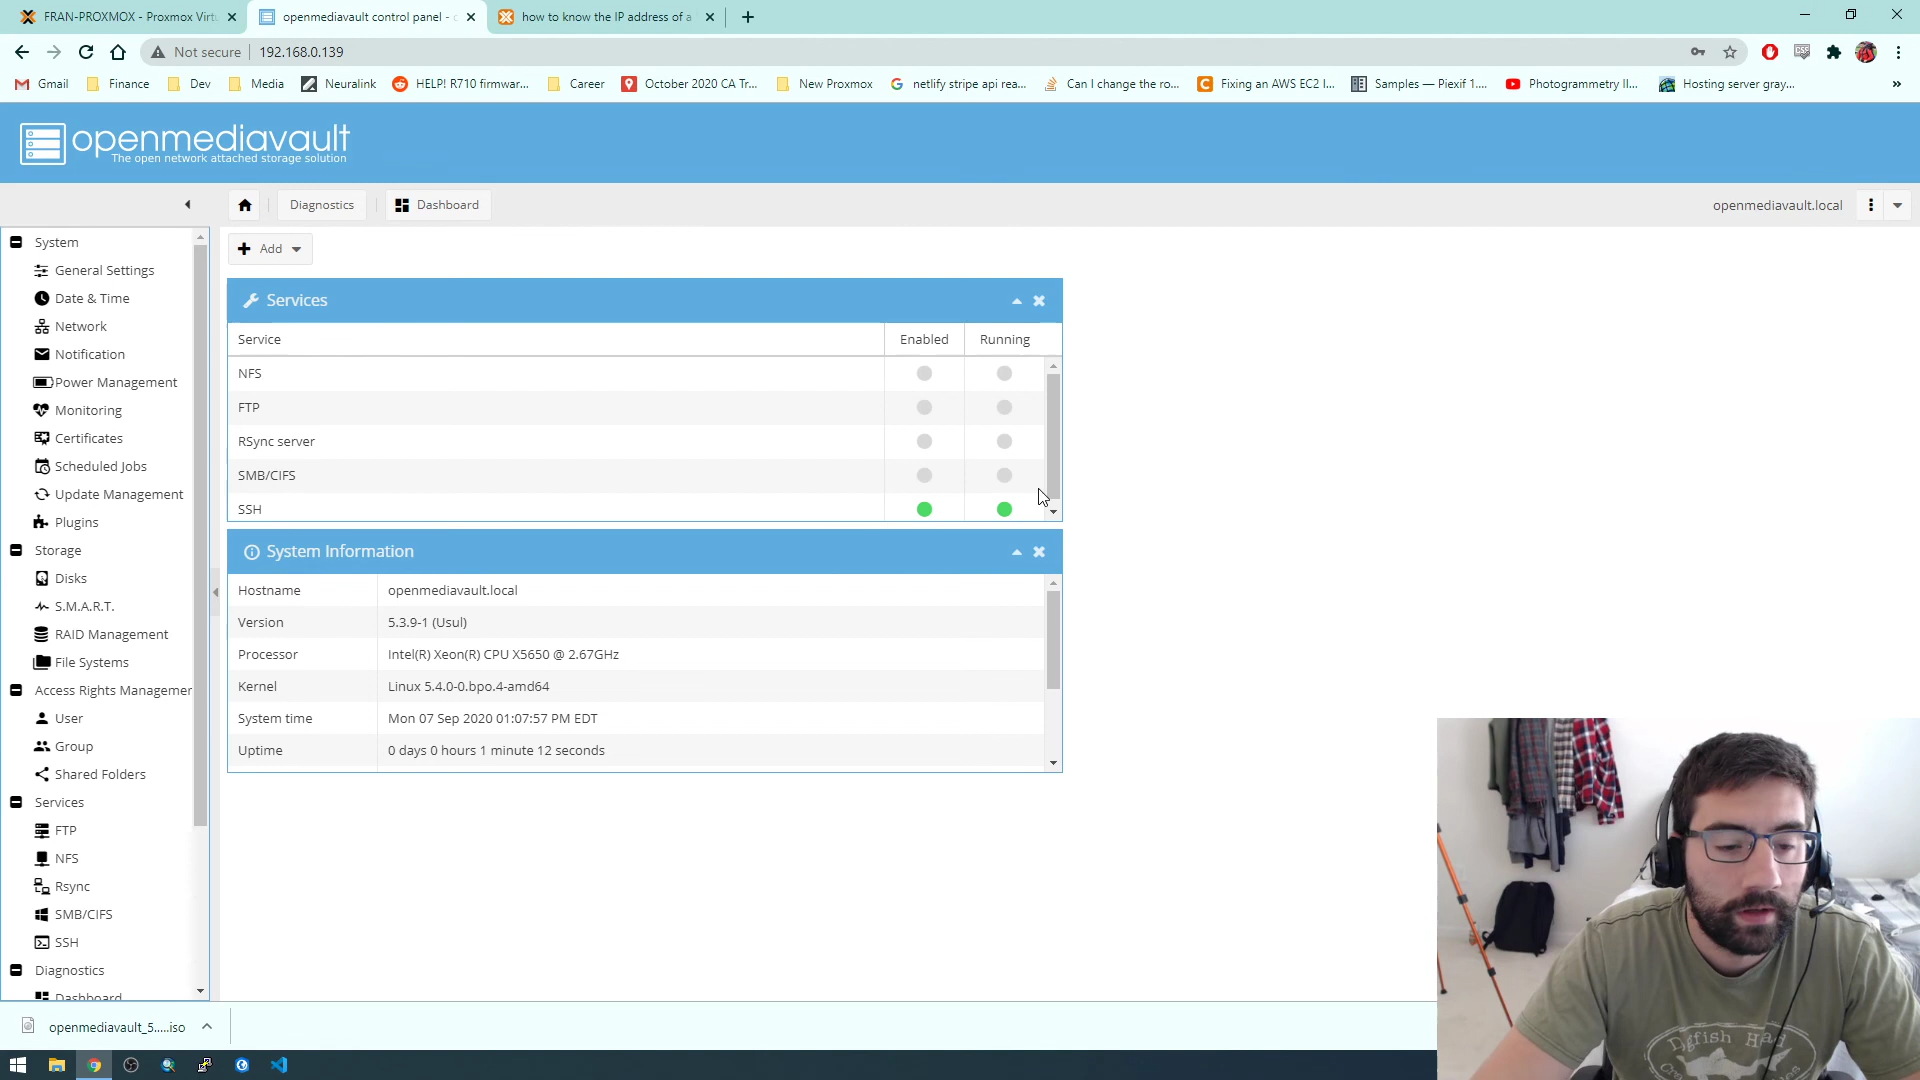 FRAN-PROXMOX - Proxmox Virtu
openmediavault control panel - c
how to know the IP address of a
Not secure
192.168.0.139
Gmail
Finance
Dev
Media
Neuralink
HELP! R710 firmwar...
Career
October 2020 CA Tr...
New Proxmox
netlify stripe api rea...
Can I change the ro...
Fixing an AWS EC2 I...
Samples — Piexif 1....
Photogrammetry II...
Hosting server gray...
openmediavault
The open network attached storage solution
Diagnostics
Dashboard
openmediavault.local
System
General Settings
Date & Time
Network
Notification
Power Management
Monitoring
Certificates
Scheduled Jobs
Update Management
Plugins
Storage
Disks
S.M.A.R.T.
RAID Management
File Systems
Access Rights Managemer
User
Group
Shared Folders
Services
FTP
NFS
Rsync
SMB/CIFS
SSH
Diagnostics
Dashboard
Add
Services
Service
Enabled
Running
NFS
FTP
RSync server
SMB/CIFS
SSH
System Information
Hostname
openmediavault.local
Version
5.3.9-1 (Usul)
Processor
Intel(R) Xeon(R) CPU X5650 @ 2.67GHz
Kernel
Linux 5.4.0-0.bpo.4-amd64
System time
Mon 07 Sep 2020 01:07:57 PM EDT
Uptime
0 days 0 hours 1 minute 12 seconds
openmediavault_5.....iso